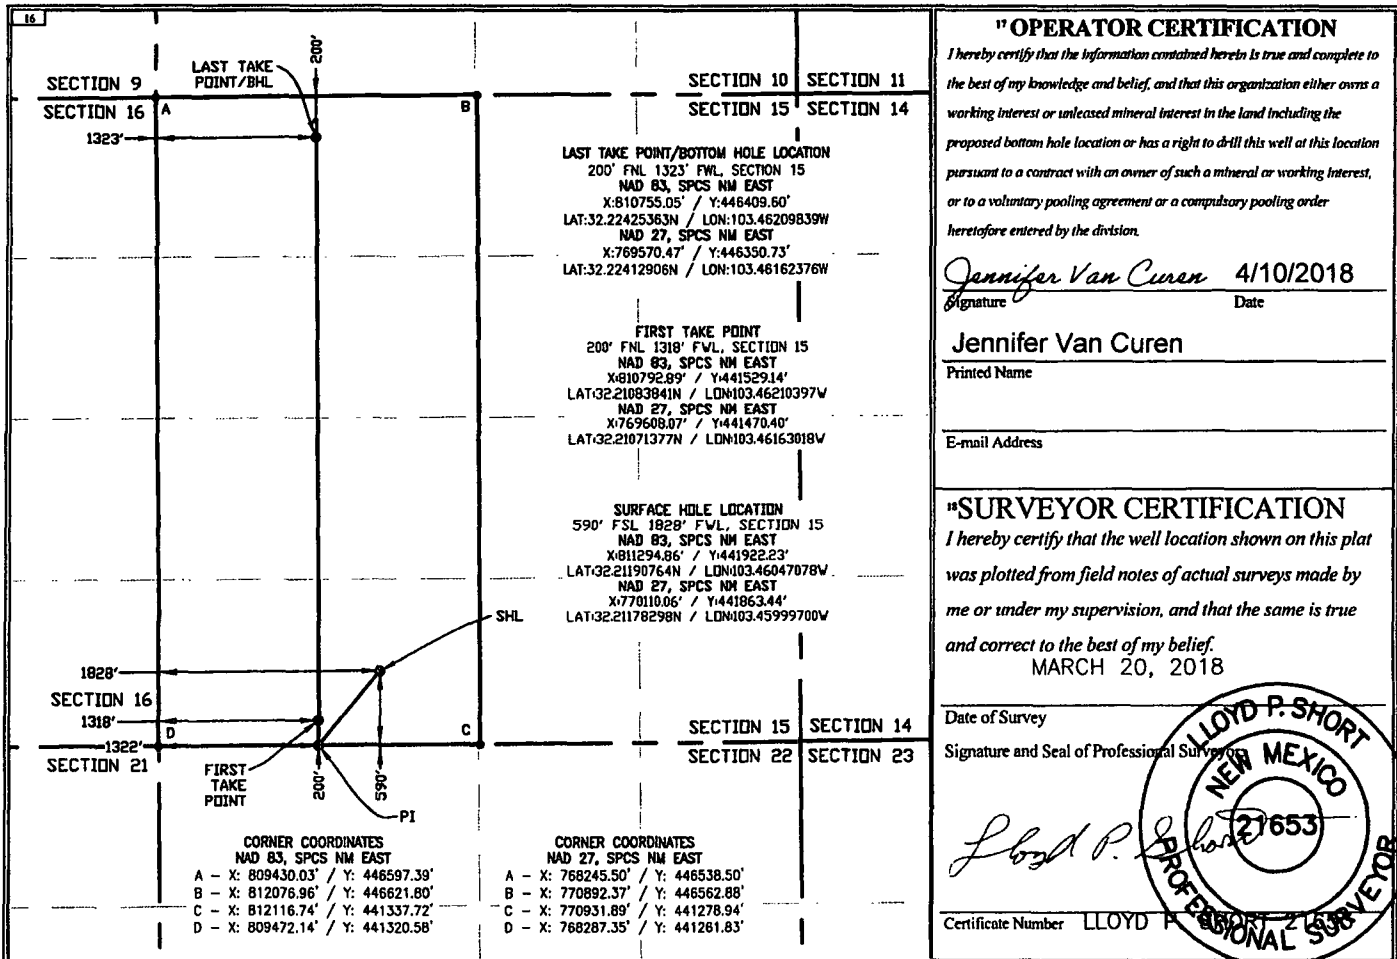 16
SECTION 9
SECTION 16
A
B
LAST TAKE
POINT/BHL
200'
1323'
SECTION 10
SECTION 11
SECTION 15
SECTION 14
LAST TAKE POINT/BOTTOM HOLE LOCATION
200' FNL 1323' FWL, SECTION 15
NAD 83, SPCS NM EAST
X:810755.05' / Y:446409.60'
LAT:32.22425363N / LON:103.46209839W
NAD 27, SPCS NM EAST
X:769570.47' / Y:446350.73'
LAT:32.22412906N / LON:103.46162376W
FIRST TAKE POINT
200' FNL 1318' FWL, SECTION 15
NAD 83, SPCS NM EAST
X:810792.89' / Y:441529.14'
LAT:32.21083841N / LON:103.46210397W
NAD 27, SPCS NM EAST
X:769608.07' / Y:441470.40'
LAT:32.21071377N / LON:103.46163018W
SURFACE HOLE LOCATION
590' FSL 1828' FWL, SECTION 15
NAD 83, SPCS NM EAST
X:811294.86' / Y:441922.23'
LAT:32.21190764N / LON:103.46047078W
NAD 27, SPCS NM EAST
X:770110.06' / Y:441863.44'
LAT:32.21178298N / LON:103.45999700W
SHL
1828'
SECTION 16
1318'
D
C
1322'
SECTION 21
FIRST
TAKE
POINT
200'
590'
PI
SECTION 15
SECTION 14
SECTION 22
SECTION 23
CORNER COORDINATES
NAD 83, SPCS NM EAST
A - X: 809430.03' / Y: 446597.39'
B - X: 812076.96' / Y: 446621.80'
C - X: 812116.74' / Y: 441337.72'
D - X: 809472.14' / Y: 441320.58'
CORNER COORDINATES
NAD 27, SPCS NM EAST
A - X: 768245.50' / Y: 446538.50'
B - X: 770892.37' / Y: 446562.88'
C - X: 770931.89' / Y: 441278.94'
D - X: 768287.35' / Y: 441261.83'
17 OPERATOR CERTIFICATION
I hereby certify that the information contained herein is true and complete to
the best of my knowledge and belief, and that this organization either owns a
working interest or unleased mineral interest in the land including the
proposed bottom hole location or has a right to drill this well at this location
pursuant to a contract with an owner of such a mineral or working interest,
or to a voluntary pooling agreement or a compulsory pooling order
heretofore entered by the division.
Jennifer Van Curen 4/10/2018
Signature Date
Jennifer Van Curen
Printed Name
E-mail Address
18 SURVEYOR CERTIFICATION
I hereby certify that the well location shown on this plat
was plotted from field notes of actual surveys made by
me or under my supervision, and that the same is true
and correct to the best of my belief.
MARCH 20, 2018
Date of Survey
Signature and Seal of Professional Surveyor:
Lloyd P. Short
LLOYD P. SHORT
NEW MEXICO
21653
PROFESSIONAL SURVEYOR
Certificate Number LLOYD P. SHORT 21653